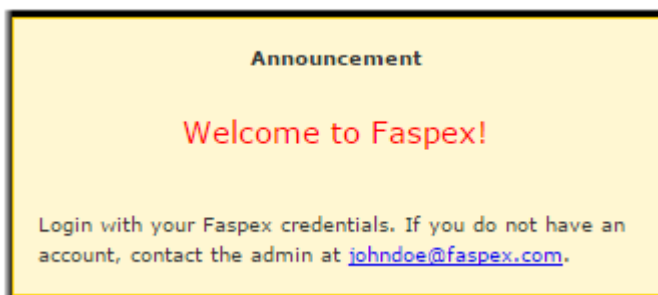 Announcement
Welcome to Faspex!
Login with your Faspex credentials. If you do not have an
account, contact the admin at johndoe@faspex.com.